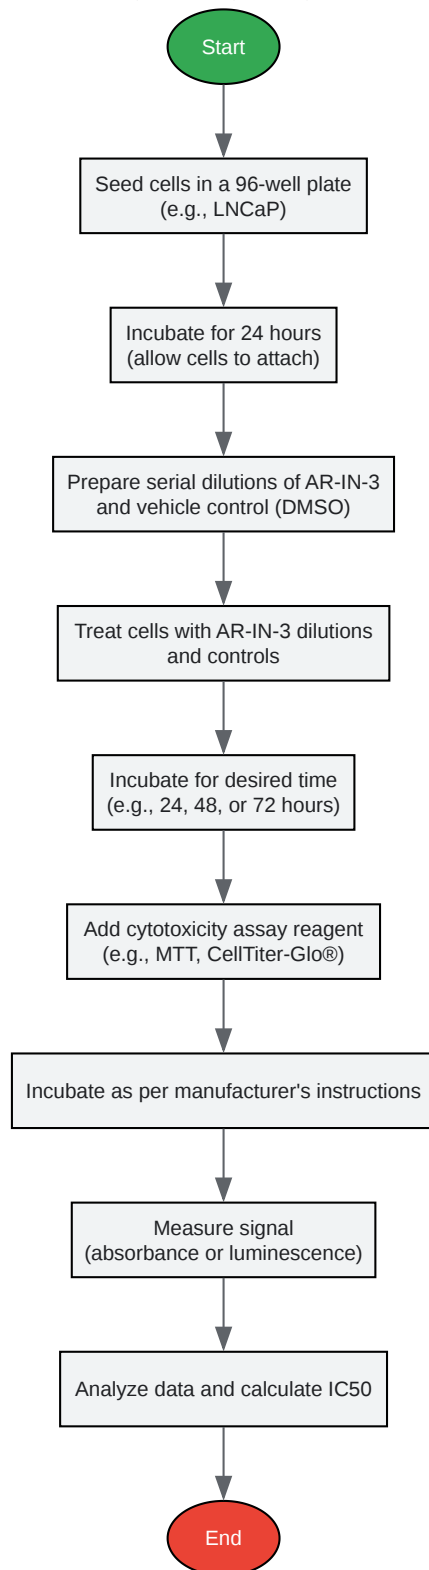 Start
Seed cells in a 96-well plate
(e.g., LNCaP)
Incubate for 24 hours
(allow cells to attach)
Prepare serial dilutions of AR-IN-3
and vehicle control (DMSO)
Treat cells with AR-IN-3 dilutions
and controls
Incubate for desired time
(e.g., 24, 48, or 72 hours)
Add cytotoxicity assay reagent
(e.g., MTT, CellTiter-Glo®)
Incubate as per manufacturer's instructions
Measure signal
(absorbance or luminescence)
Analyze data and calculate IC50
End